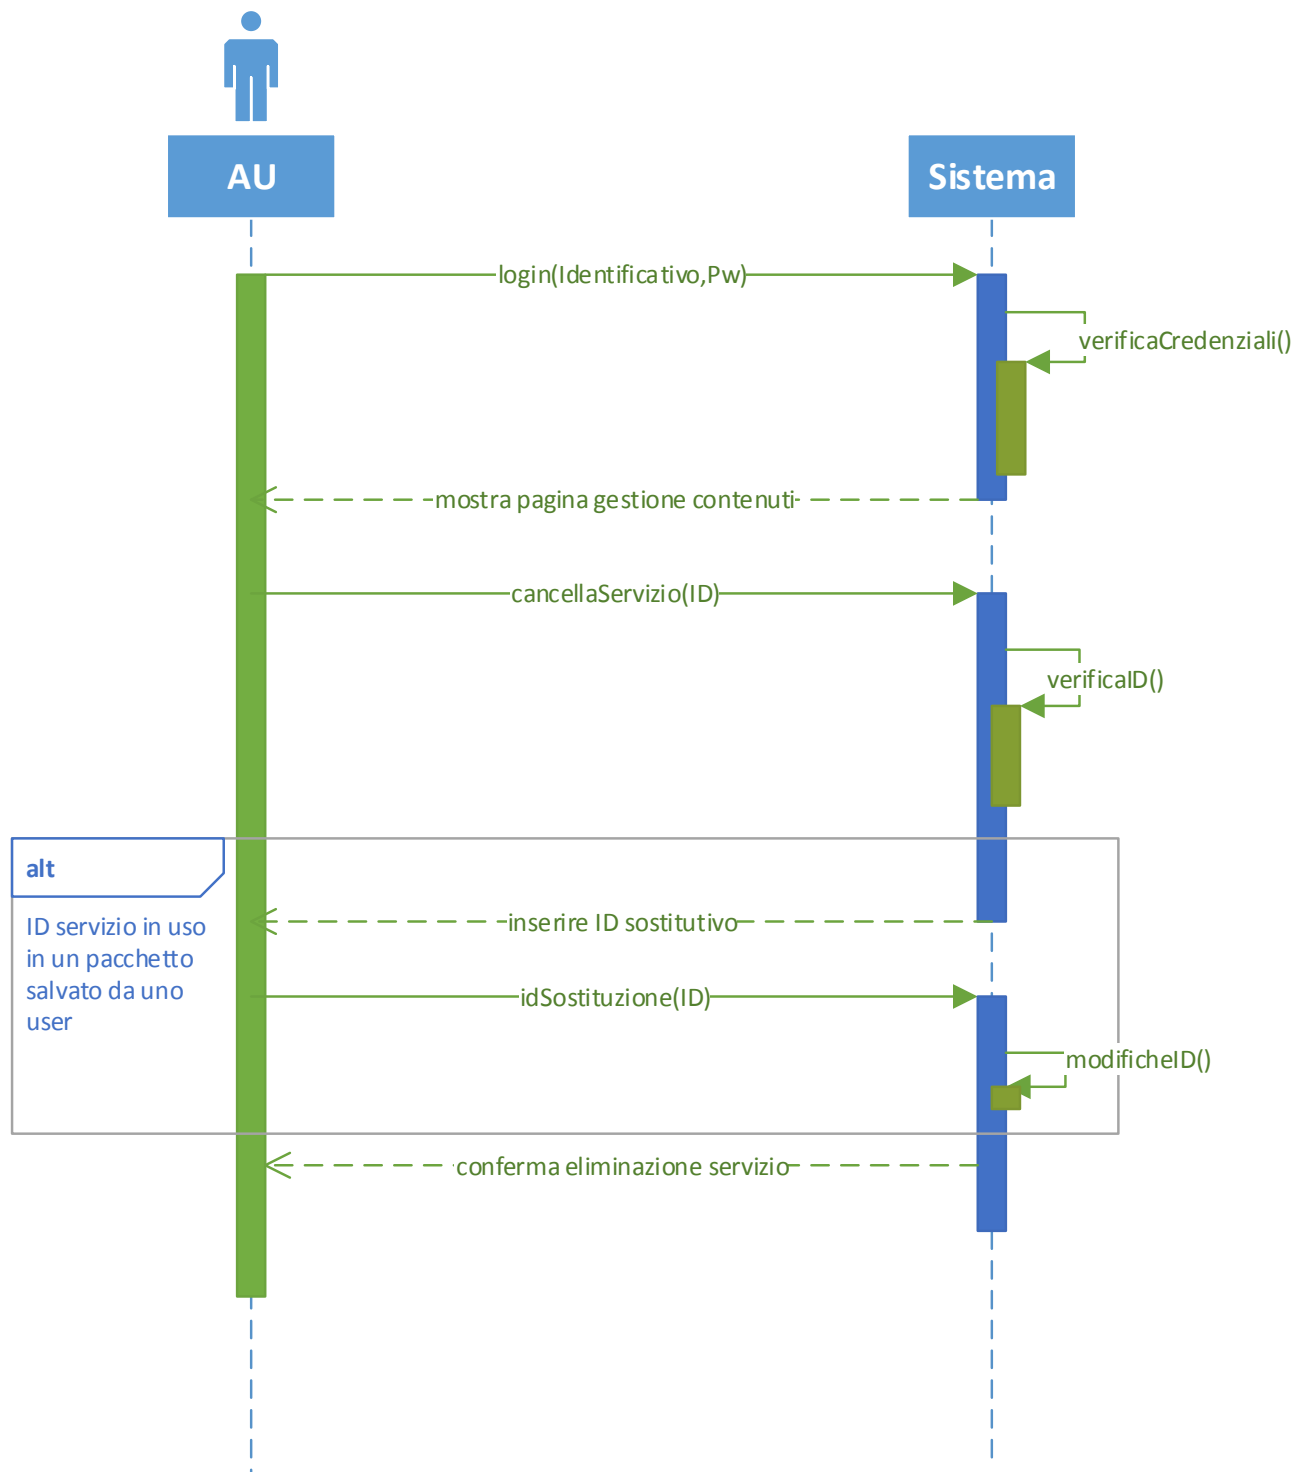 AU
Sistema
login(Identificativo,Pw)
verificaCredenziali()
mostra pagina gestione contenuti
cancellaServizio(ID)
verificaID()
alt
ID servizio in uso
in un pacchetto
salvato da uno
user
inserire ID sostitutivo
idSostituzione(ID)
modificheID()
conferma eliminazione servizio